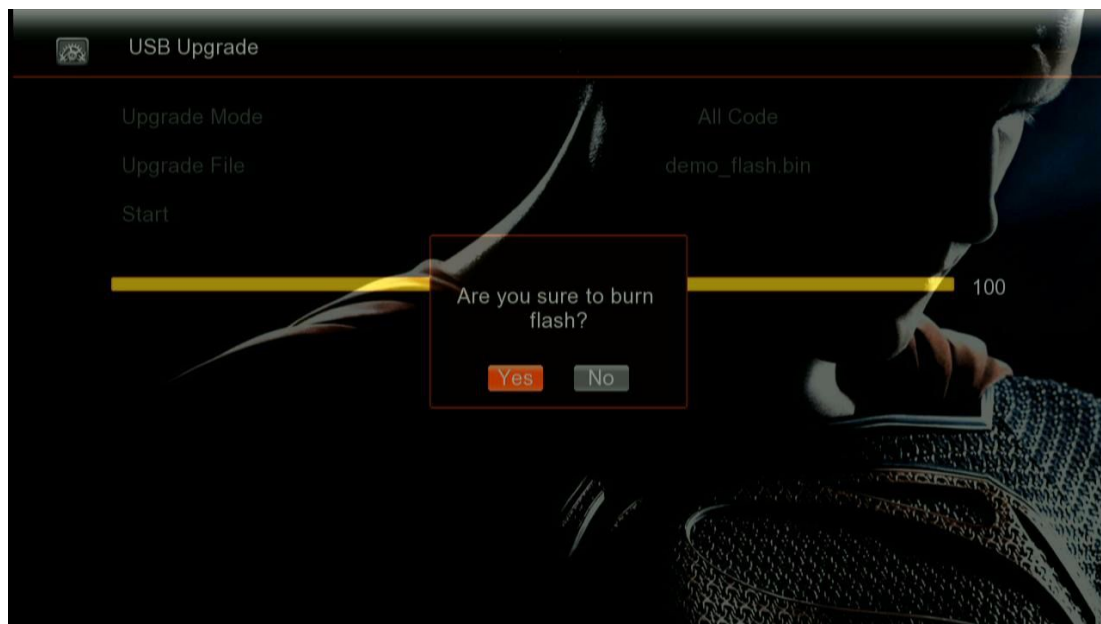 USB Upgrade
Upgrade Mode All Code
Upgrade File demo_flash.bin
Start
100
Are you sure to burn
flash?
Yes No